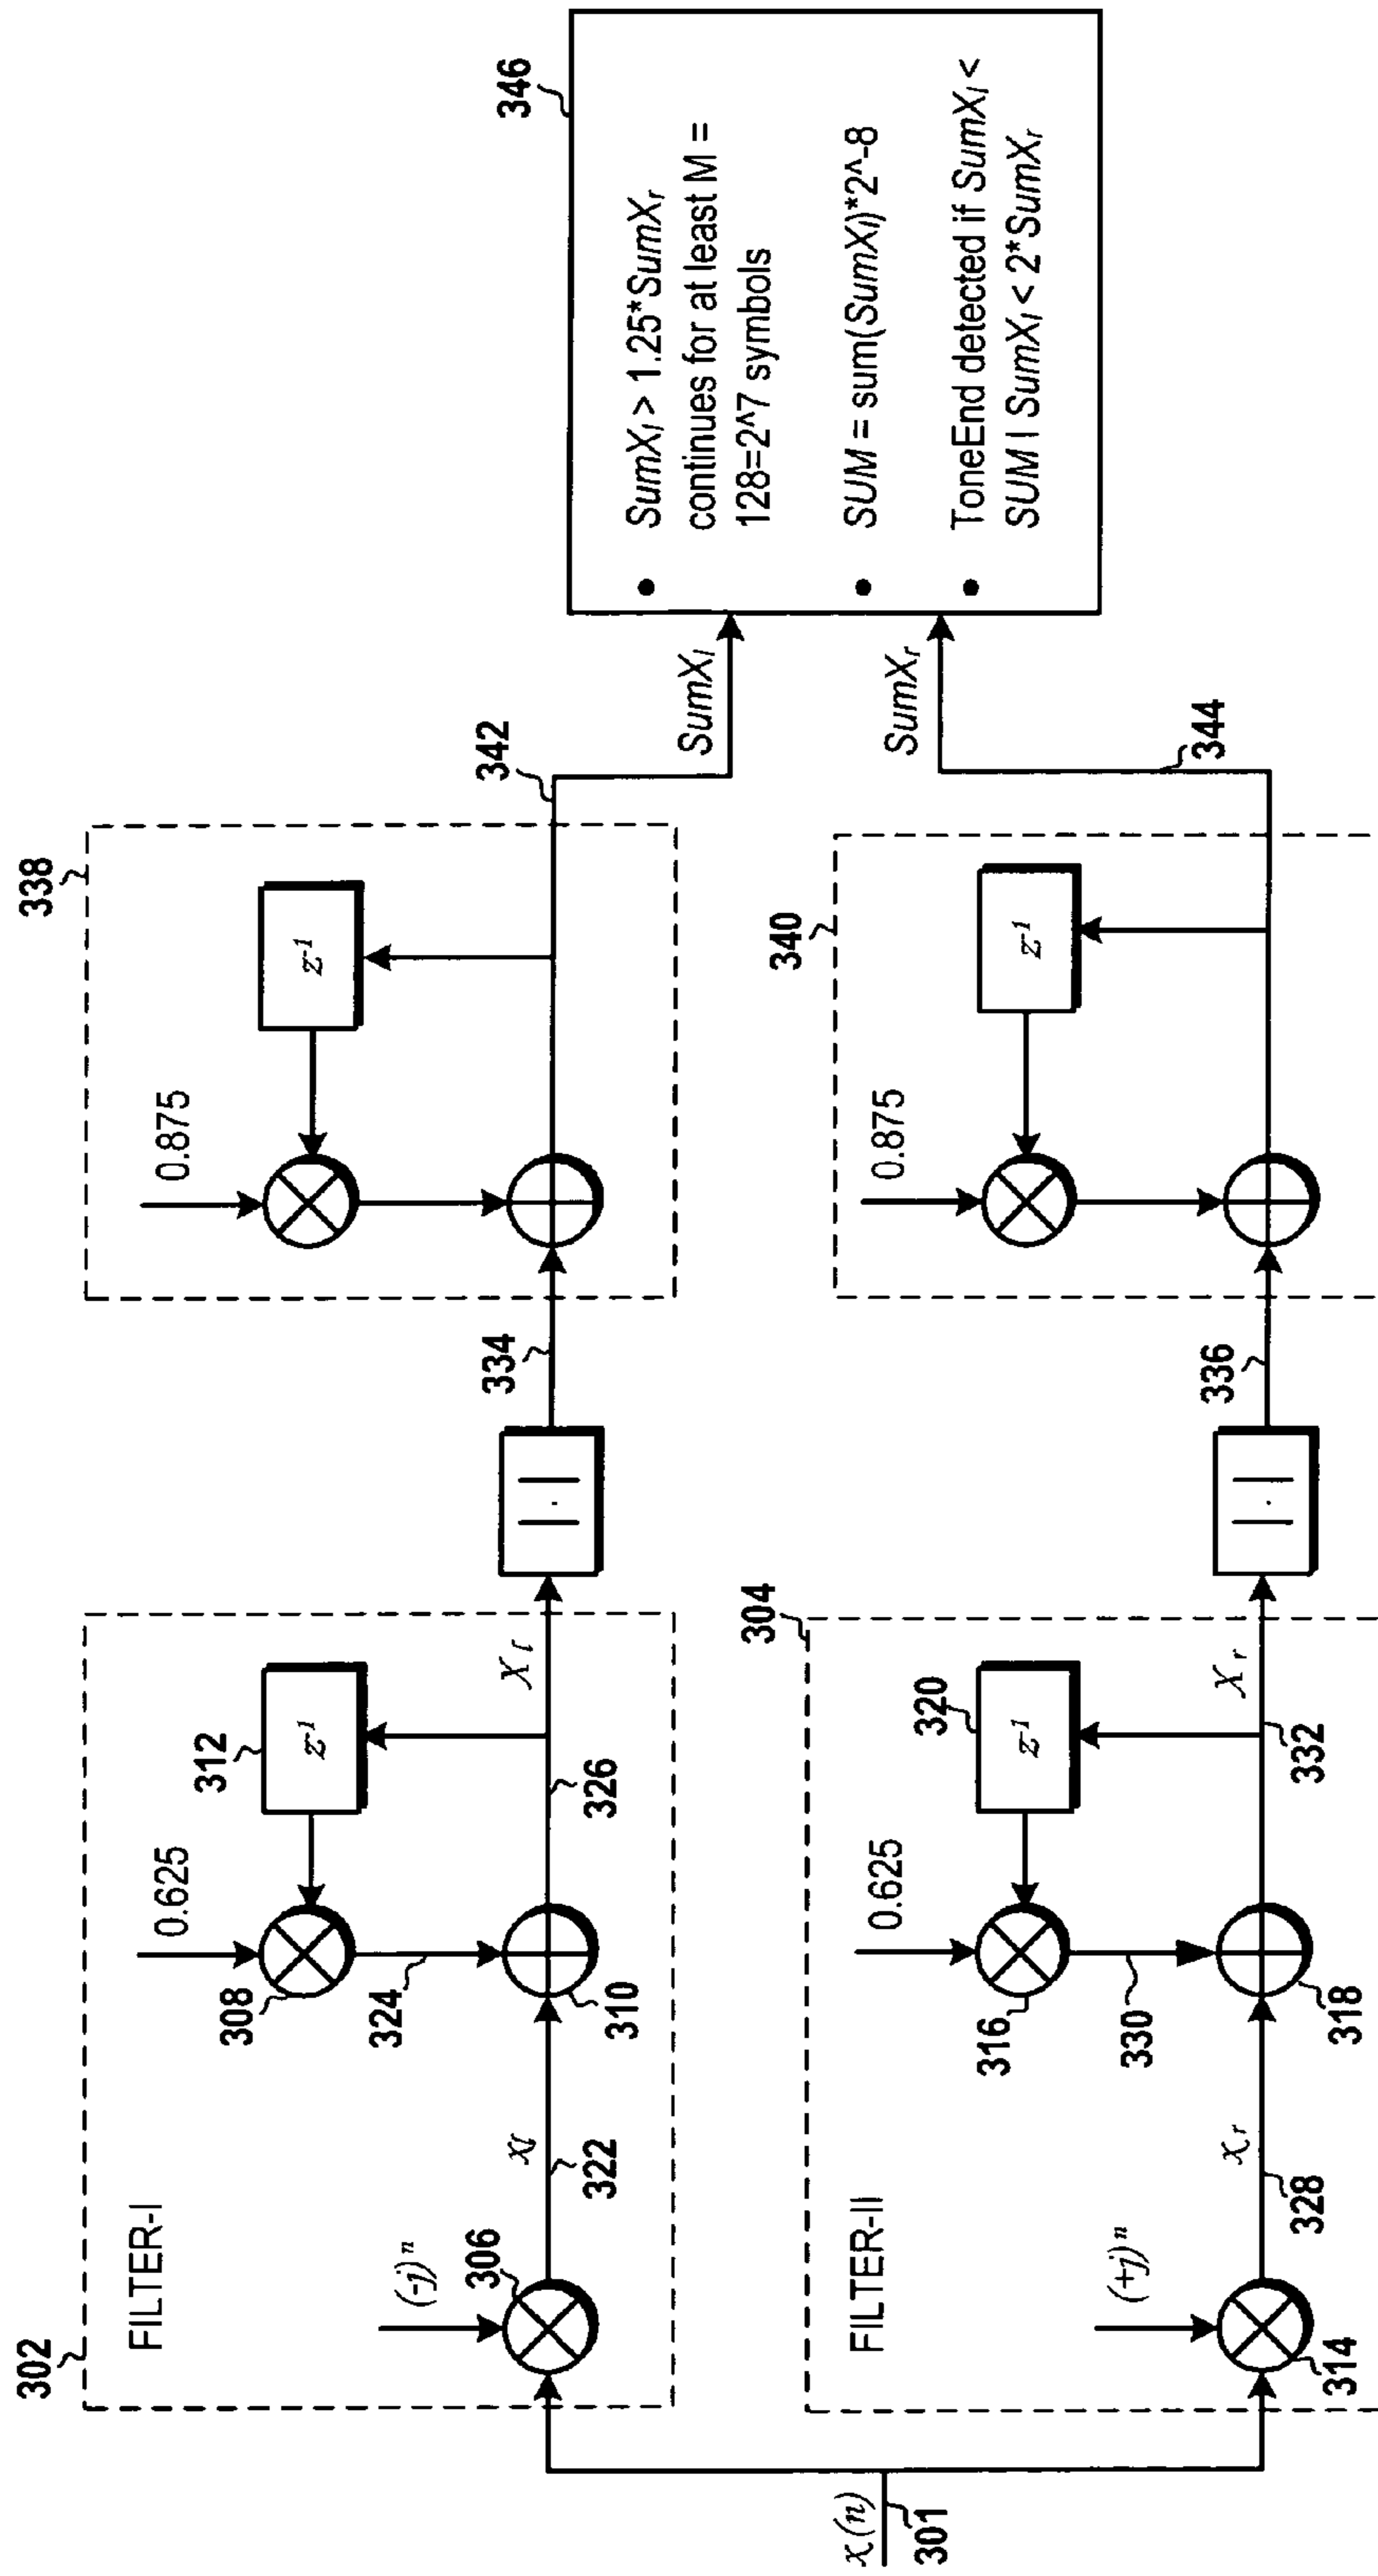 x(n)
301
302
FILTER-I
(-j)ⁿ
306
xₗ
322
0.625
308
324
310
312
z⁻¹
326
Xₗ
|·|
334
338
0.875
z⁻¹
342
SumXₗ
304
FILTER-II
(+j)ⁿ
314
xᵣ
328
0.625
316
330
318
320
z⁻¹
332
Xᵣ
|·|
336
340
0.875
z⁻¹
344
SumXᵣ
346
• SumXₗ > 1.25*SumXᵣ
continues for at least M =
128=2^7 symbols
• SUM = sum(SumXₗ)*2^-8
• ToneEnd detected if SumXₗ <
SUM | SumXₗ < 2*SumXᵣ